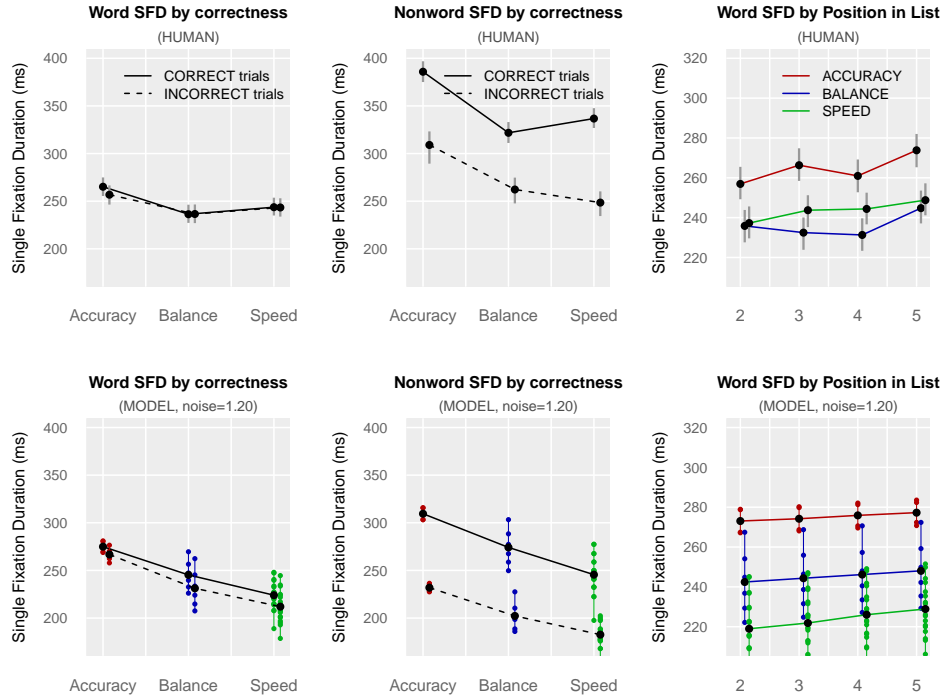 Word SFD by correctness
(HUMAN)
Single Fixation Duration (ms)
400
350
300
250
200
CORRECT trials
INCORRECT trials
Accuracy Balance Speed
Nonword SFD by correctness
(HUMAN)
Single Fixation Duration (ms)
400
350
300
250
200
CORRECT trials
INCORRECT trials
Accuracy Balance Speed
Word SFD by Position in List
(HUMAN)
Single Fixation Duration (ms)
320
300
280
260
240
220
ACCURACY
BALANCE
SPEED
2 3 4 5
Word SFD by correctness
(MODEL, noise=1.20)
Single Fixation Duration (ms)
400
350
300
250
200
Accuracy Balance Speed
Nonword SFD by correctness
(MODEL, noise=1.20)
Single Fixation Duration (ms)
400
350
300
250
200
Accuracy Balance Speed
Word SFD by Position in List
(MODEL, noise=1.20)
Single Fixation Duration (ms)
320
300
280
260
240
220
2 3 4 5